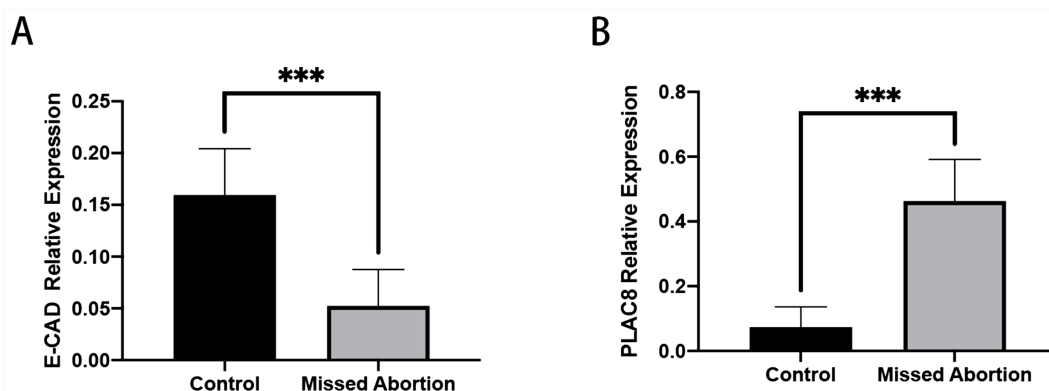 A
E-CAD Relative Expression
0.25
0.20
0.15
0.10
0.05
0.00
***
Control
Missed Abortion
B
PLAC8 Relative Expression
0.8
0.6
0.4
0.2
0.0
***
Control
Missed Abortion